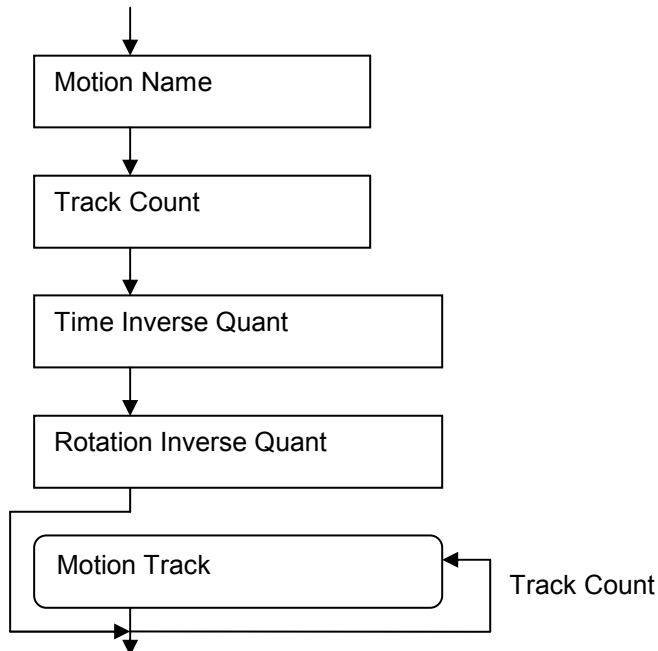 Motion Name
Track Count
Time Inverse Quant
Rotation Inverse Quant
Motion Track
Track Count